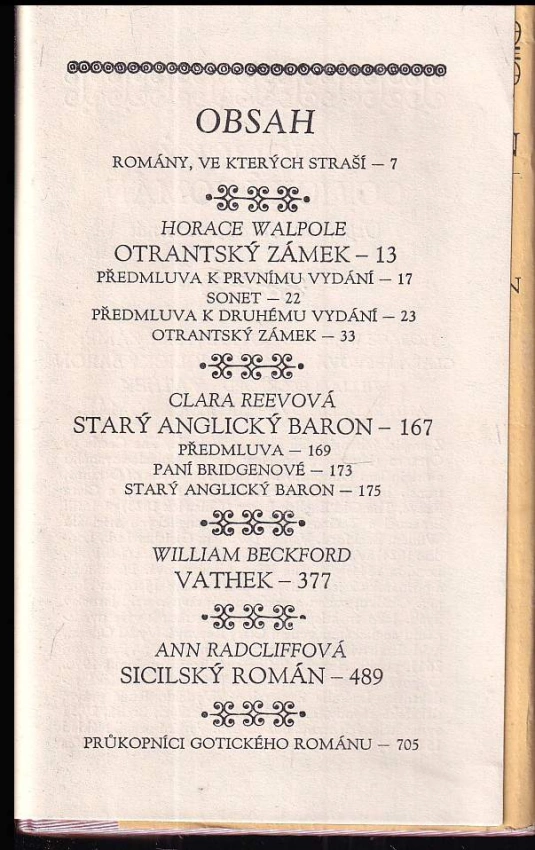 OBSAH
ROMÁNY, VE KTERÝCH STRAŠÍ — 7
HORACE WALPOLE
OTRANTSKÝ ZÁMEK — 13
PŘEDMLUVA K PRVNÍMU VYDÁNÍ — 17
SONET — 22
PŘEDMLUVA K DRUHÉMU VYDÁNÍ — 23
OTRANTSKÝ ZÁMEK — 33
CLARA REEVOVÁ
STARÝ ANGLICKÝ BARON — 167
PŘEDMLUVA — 169
PANÍ BRIDGENOVÉ — 173
STARÝ ANGLICKÝ BARON — 175
WILLIAM BECKFORD
VATHEK — 377
ANN RADCLIFFOVÁ
SICILSKÝ ROMÁN — 489
PRŮKOPNÍCI GOTICKÉHO ROMÁNU — 705